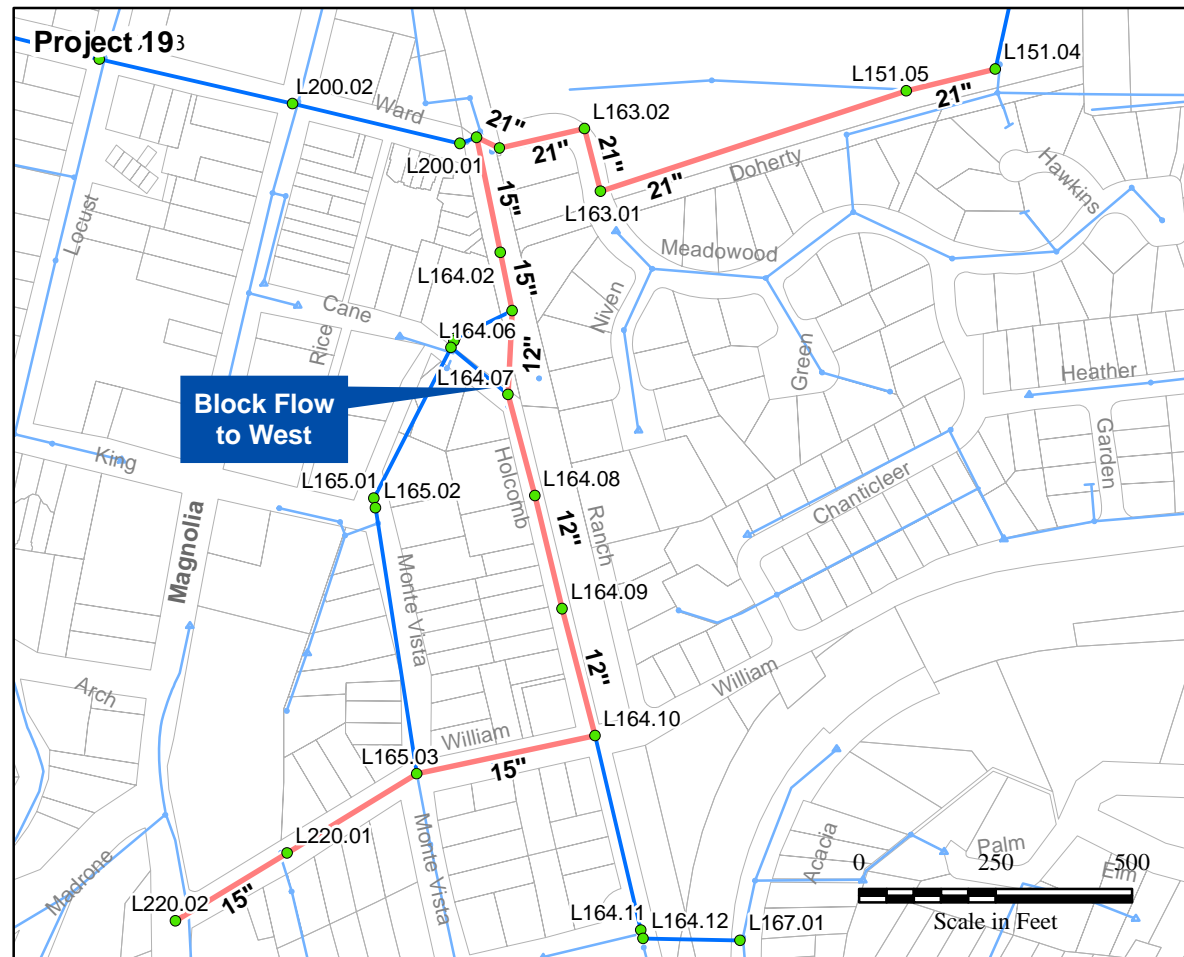 Project 19
L151.04
L151.05
L200.02
Ward
21"
21"
L163.02
21"
L200.01
21"
Doherty
Hawkins
Locust
15"
L163.01
Meadowood
L164.02
15"
Niven
Cane
Rice
L164.06
12"
Green
L164.07
Heather
Block Flow
to West
Garden
King
Holcomb
L165.01
L165.02
L164.08
Chanticleer
Magnolia
12"
Ranch
Monte Vista
L164.09
12"
William
Arch
L164.10
William
L165.03
15"
L220.01
Monte Vista
Acacia
Palm
Elm
Madrone
15"
L220.02
L164.11
L164.12
L167.01
0
250
500
Scale in Feet